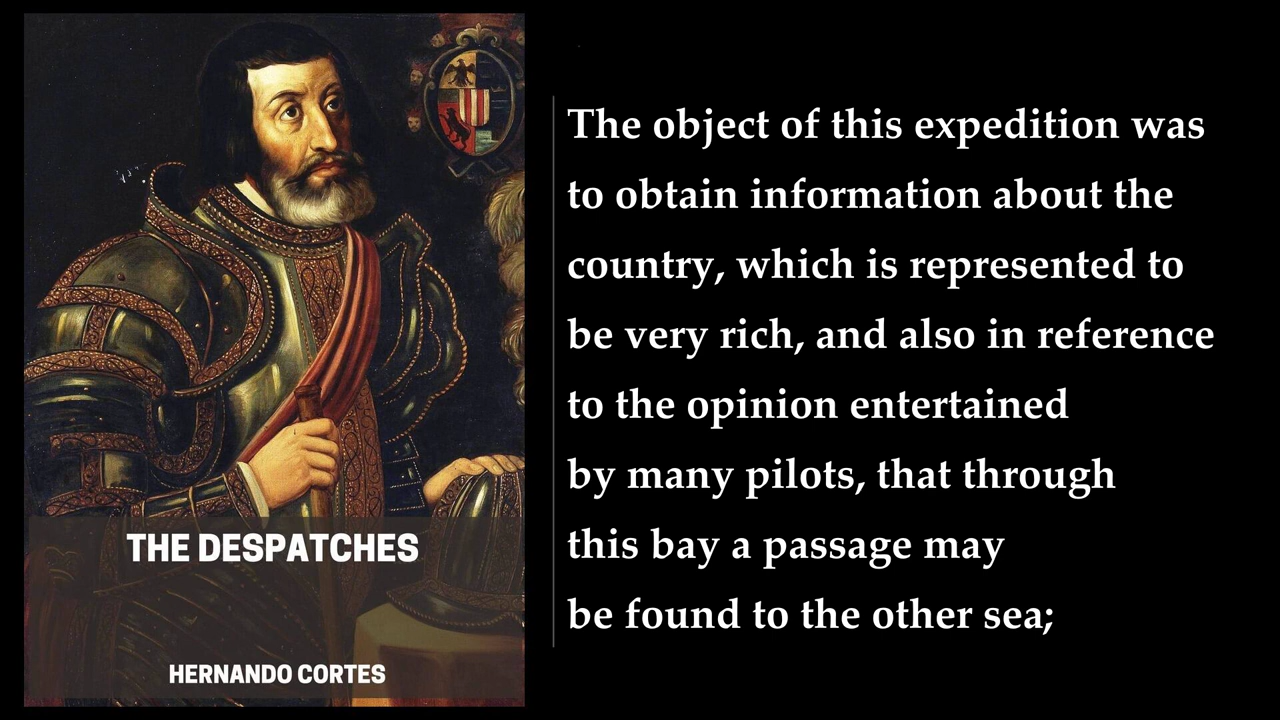 THE DESPATCHES
HERNANDO CORTES
The object of this expedition was
to obtain information about the
country, which is represented to
be very rich, and also in reference
to the opinion entertained
by many pilots, that through
this bay a passage may
be found to the other sea;